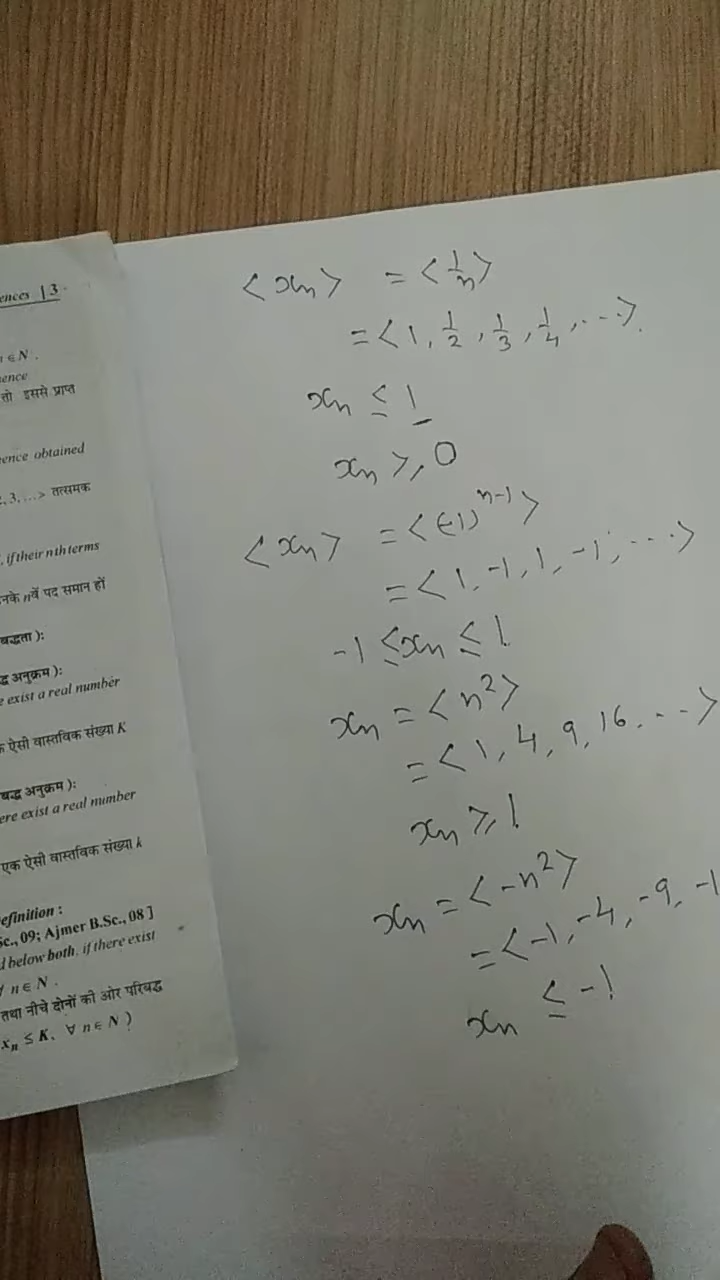 ences | 3
n ∈ N.
ence
तो इससे प्राप्त
ence obtained
2, 3, ...> तत्समक
, if their nth terms
नके nवें पद समान हों
बद्धता ):
द्ध अनुक्रम ):
e exist a real number
ऐसी वास्तविक संख्या K
बद्ध अनुक्रम ):
ere exist a real number
एक ऐसी वास्तविक संख्या k
efinition :
Sc., 09; Ajmer B.Sc., 08 ]
d below both, if there exist
∀ n ∈ N.
तथा नीचे दोनों की ओर परिबद्ध
xₙ ≤ K, ∀ n ∈ N )
<xₙ> = <1/n>
= <1, 1/2, 1/3, 1/4, ...>.
xₙ ≤ 1
xₙ ≥ 0
<xₙ> = <(-1)ⁿ⁻¹>
= <1, -1, 1, -1, ...>
-1 ≤ xₙ ≤ 1
xₙ = <n²>
= <1, 4, 9, 16, ...>
xₙ ≥ 1
xₙ = <-n²>
= <-1, -4, -9, -1
xₙ ≤ -1